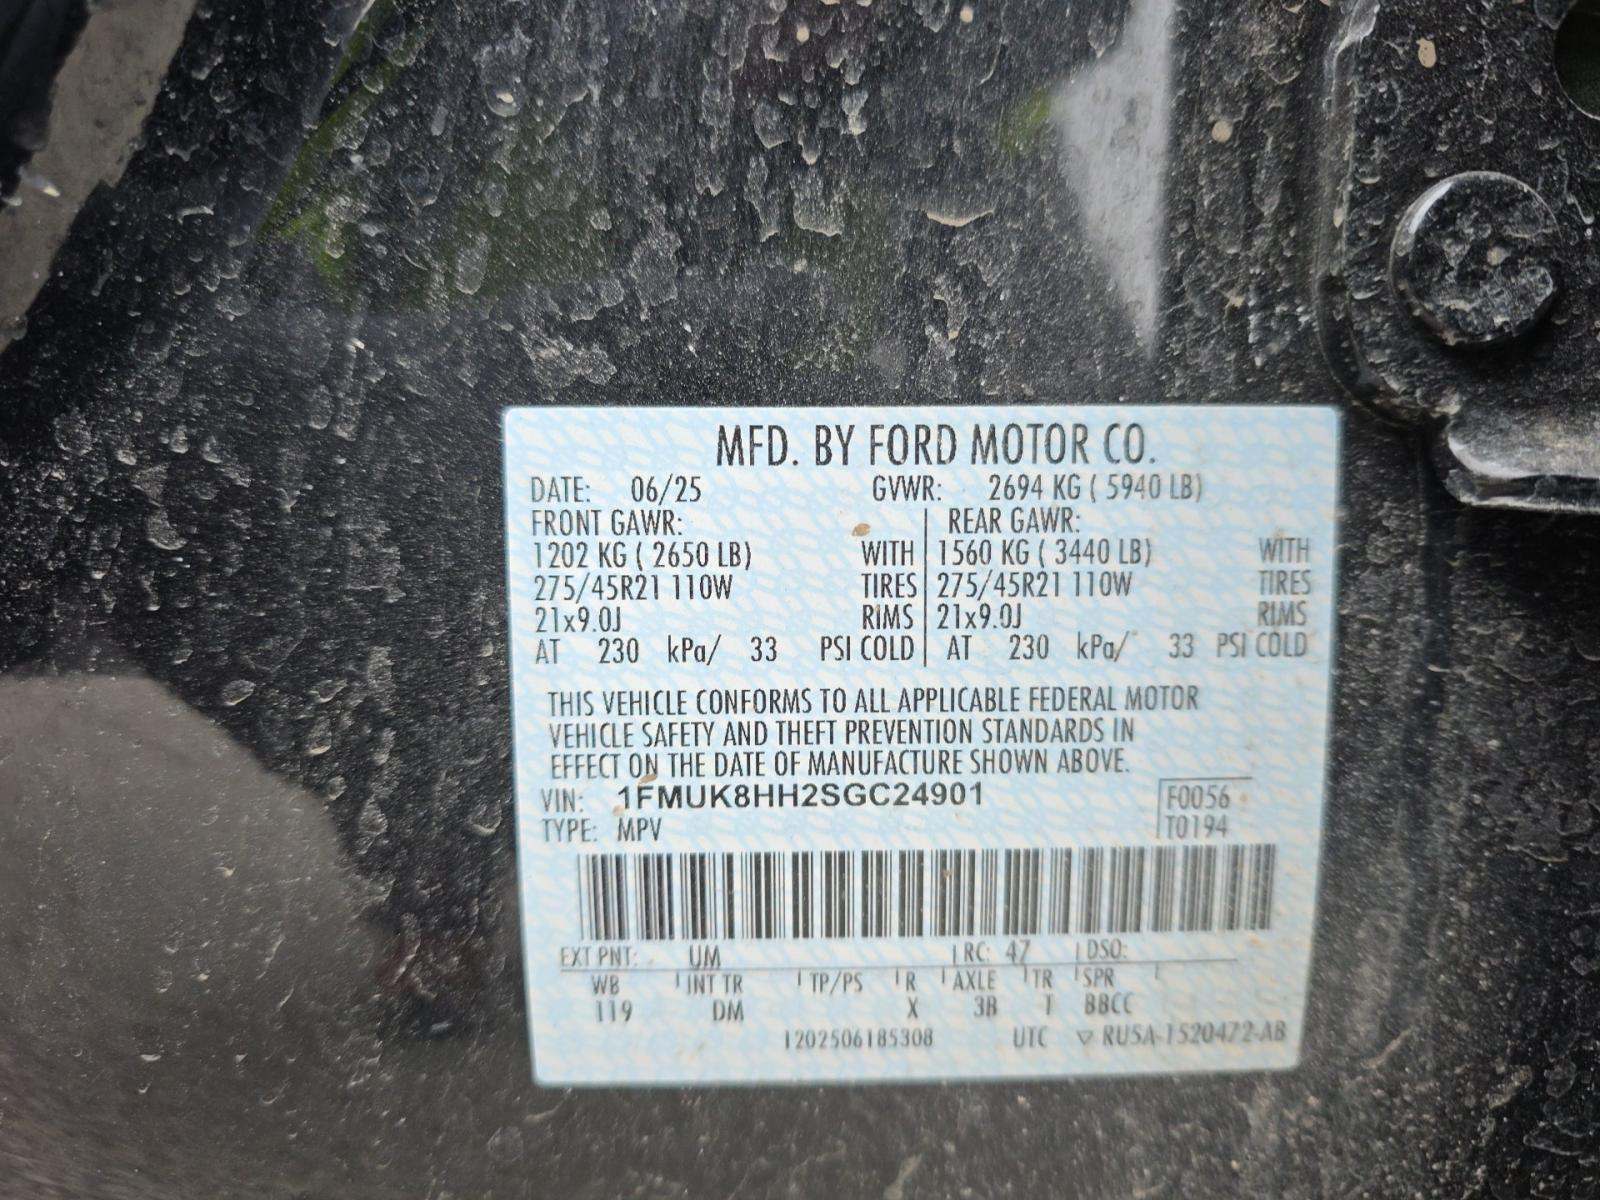 MFD. BY FORD MOTOR CO.
DATE: 06/25 GVWR: 2694 KG ( 5940 LB)
FRONT GAWR: REAR GAWR:
1202 KG ( 2650 LB) WITH 1560 KG ( 3440 LB) WITH
275/45R21 110W TIRES 275/45R21 110W TIRES
21x9.0J RIMS 21x9.0J RIMS
AT 230 kPa/ 33 PSI COLD AT 230 kPa/ 33 PSI COLD
THIS VEHICLE CONFORMS TO ALL APPLICABLE FEDERAL MOTOR
VEHICLE SAFETY AND THEFT PREVENTION STANDARDS IN
EFFECT ON THE DATE OF MANUFACTURE SHOWN ABOVE.
VIN: 1FMUK8HH2SGC24901 F0056
TYPE: MPV T0194
EXT PNT: UM RC: 47 DSO:
WB INT TR TP/PS R AXLE TR SPR
119 DM X 3B T BBCC
1202506185308 UTC ▽ RU5A-1520472-AB